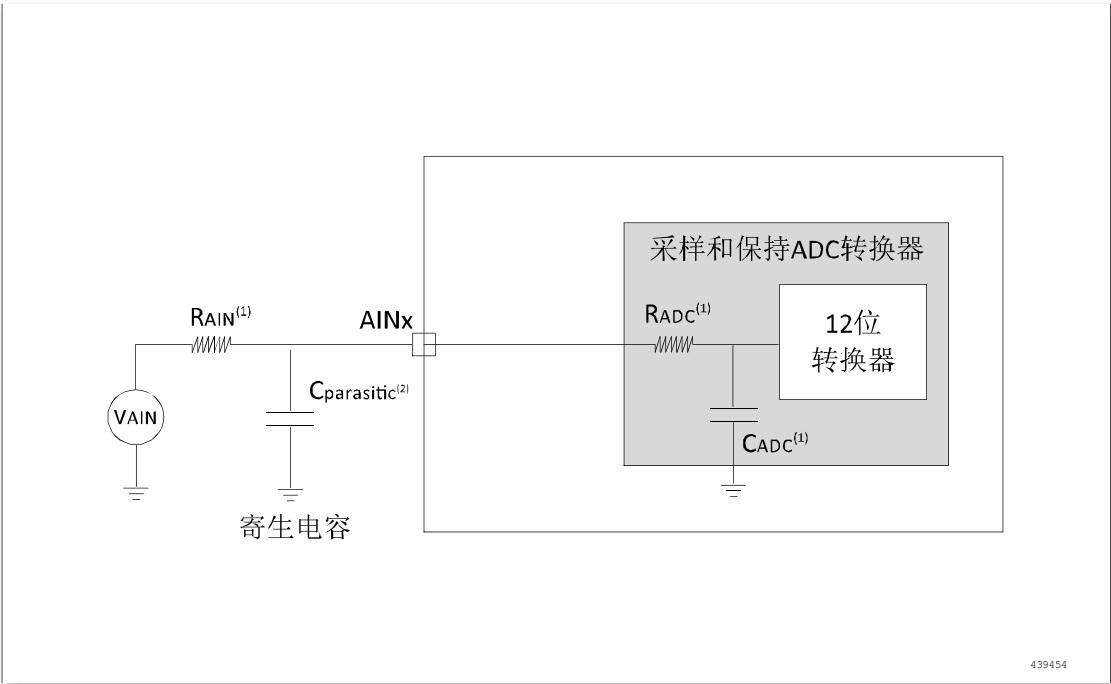 采样和保持ADC转换器
RAIN(1)
AINx
RADC(1)
12位
转换器
Cparasitic(2)
VAIN
CADC(1)
寄生电容
439454